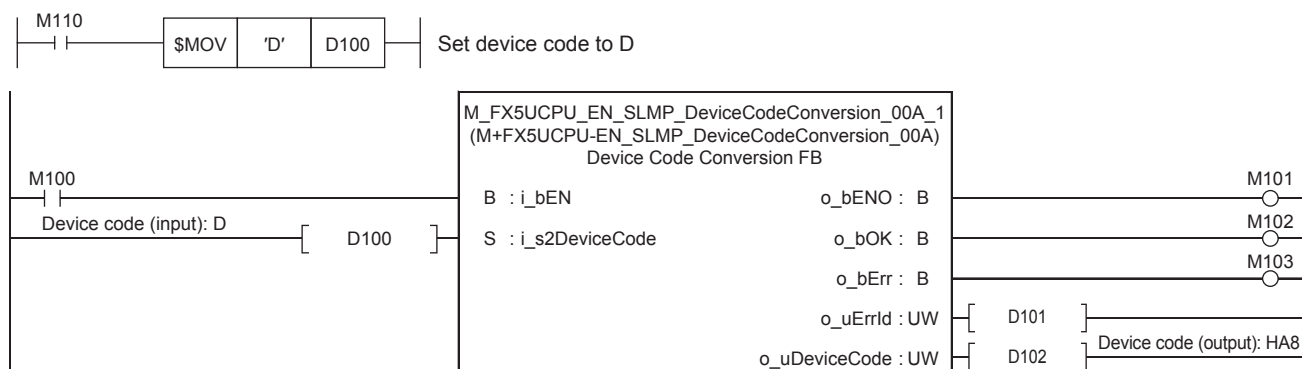 M110
$MOV 'D' D100 Set device code to D
M_FX5UCPU_EN_SLMP_DeviceCodeConversion_00A_1
(M+FX5UCPU-EN_SLMP_DeviceCodeConversion_00A)
Device Code Conversion FB
M100 M101
B : i_bEN o_bENO : B
Device code (input): D M102
D100 S : i_s2DeviceCode o_bOK : B
M103
o_bErr : B
o_uErrId : UW D101
Device code (output): HA8
o_uDeviceCode : UW D102